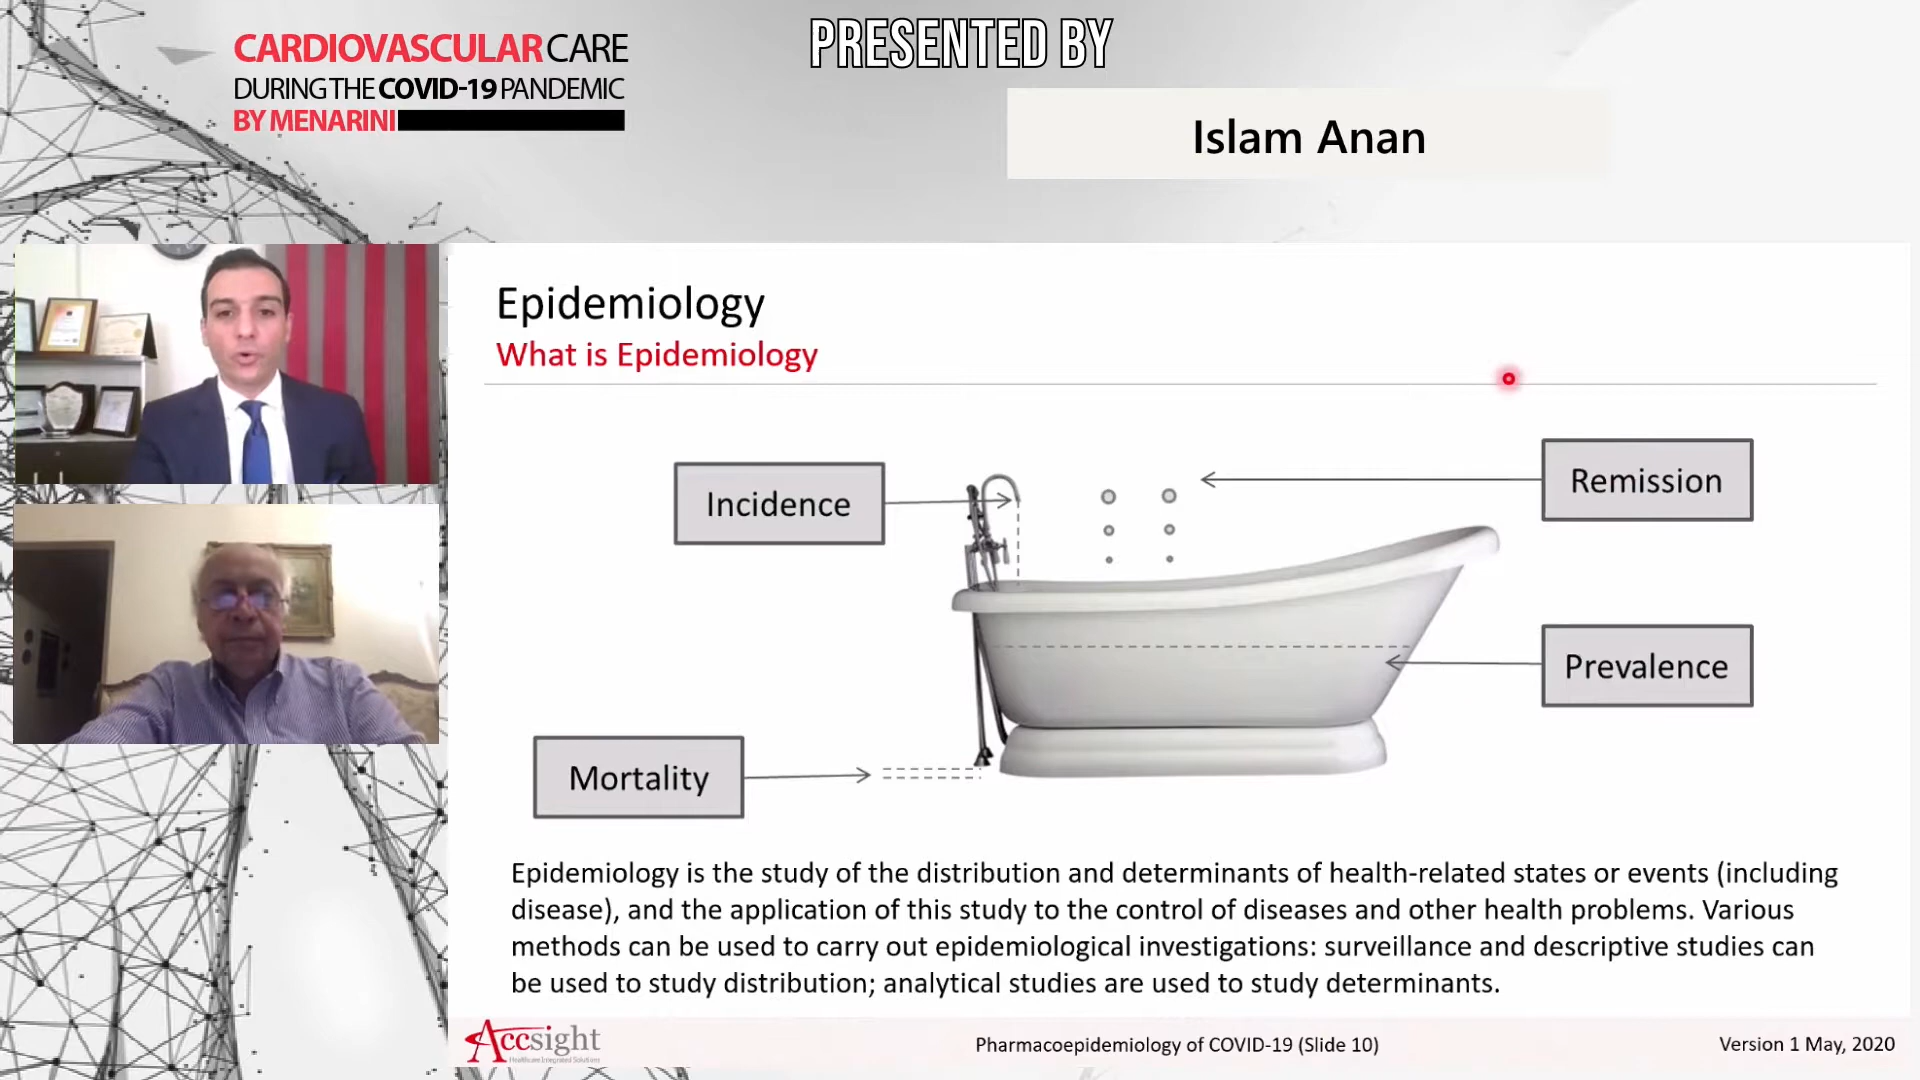 CARDIOVASCULAR CARE
DURING THE COVID-19 PANDEMIC
BY MENARINI
PRESENTED BY
Islam Anan
Epidemiology
What is Epidemiology
Incidence
Remission
Prevalence
Mortality
Epidemiology is the study of the distribution and determinants of health-related states or events (including
disease), and the application of this study to the control of diseases and other health problems. Various
methods can be used to carry out epidemiological investigations: surveillance and descriptive studies can
be used to study distribution; analytical studies are used to study determinants.
Accsight
Healthcare Integrated Solutions
Pharmacoepidemiology of COVID-19 (Slide 10)
Version 1 May, 2020